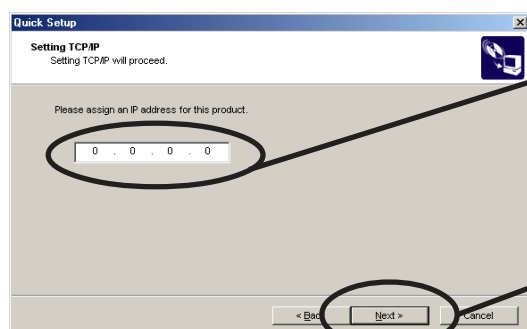 Quick Setup
Setting TCP/IP
Setting TCP/IP will proceed.
Please assign an IP address for this product.
0 . 0 . 0 . 0
< Bac
Next >
Cancel